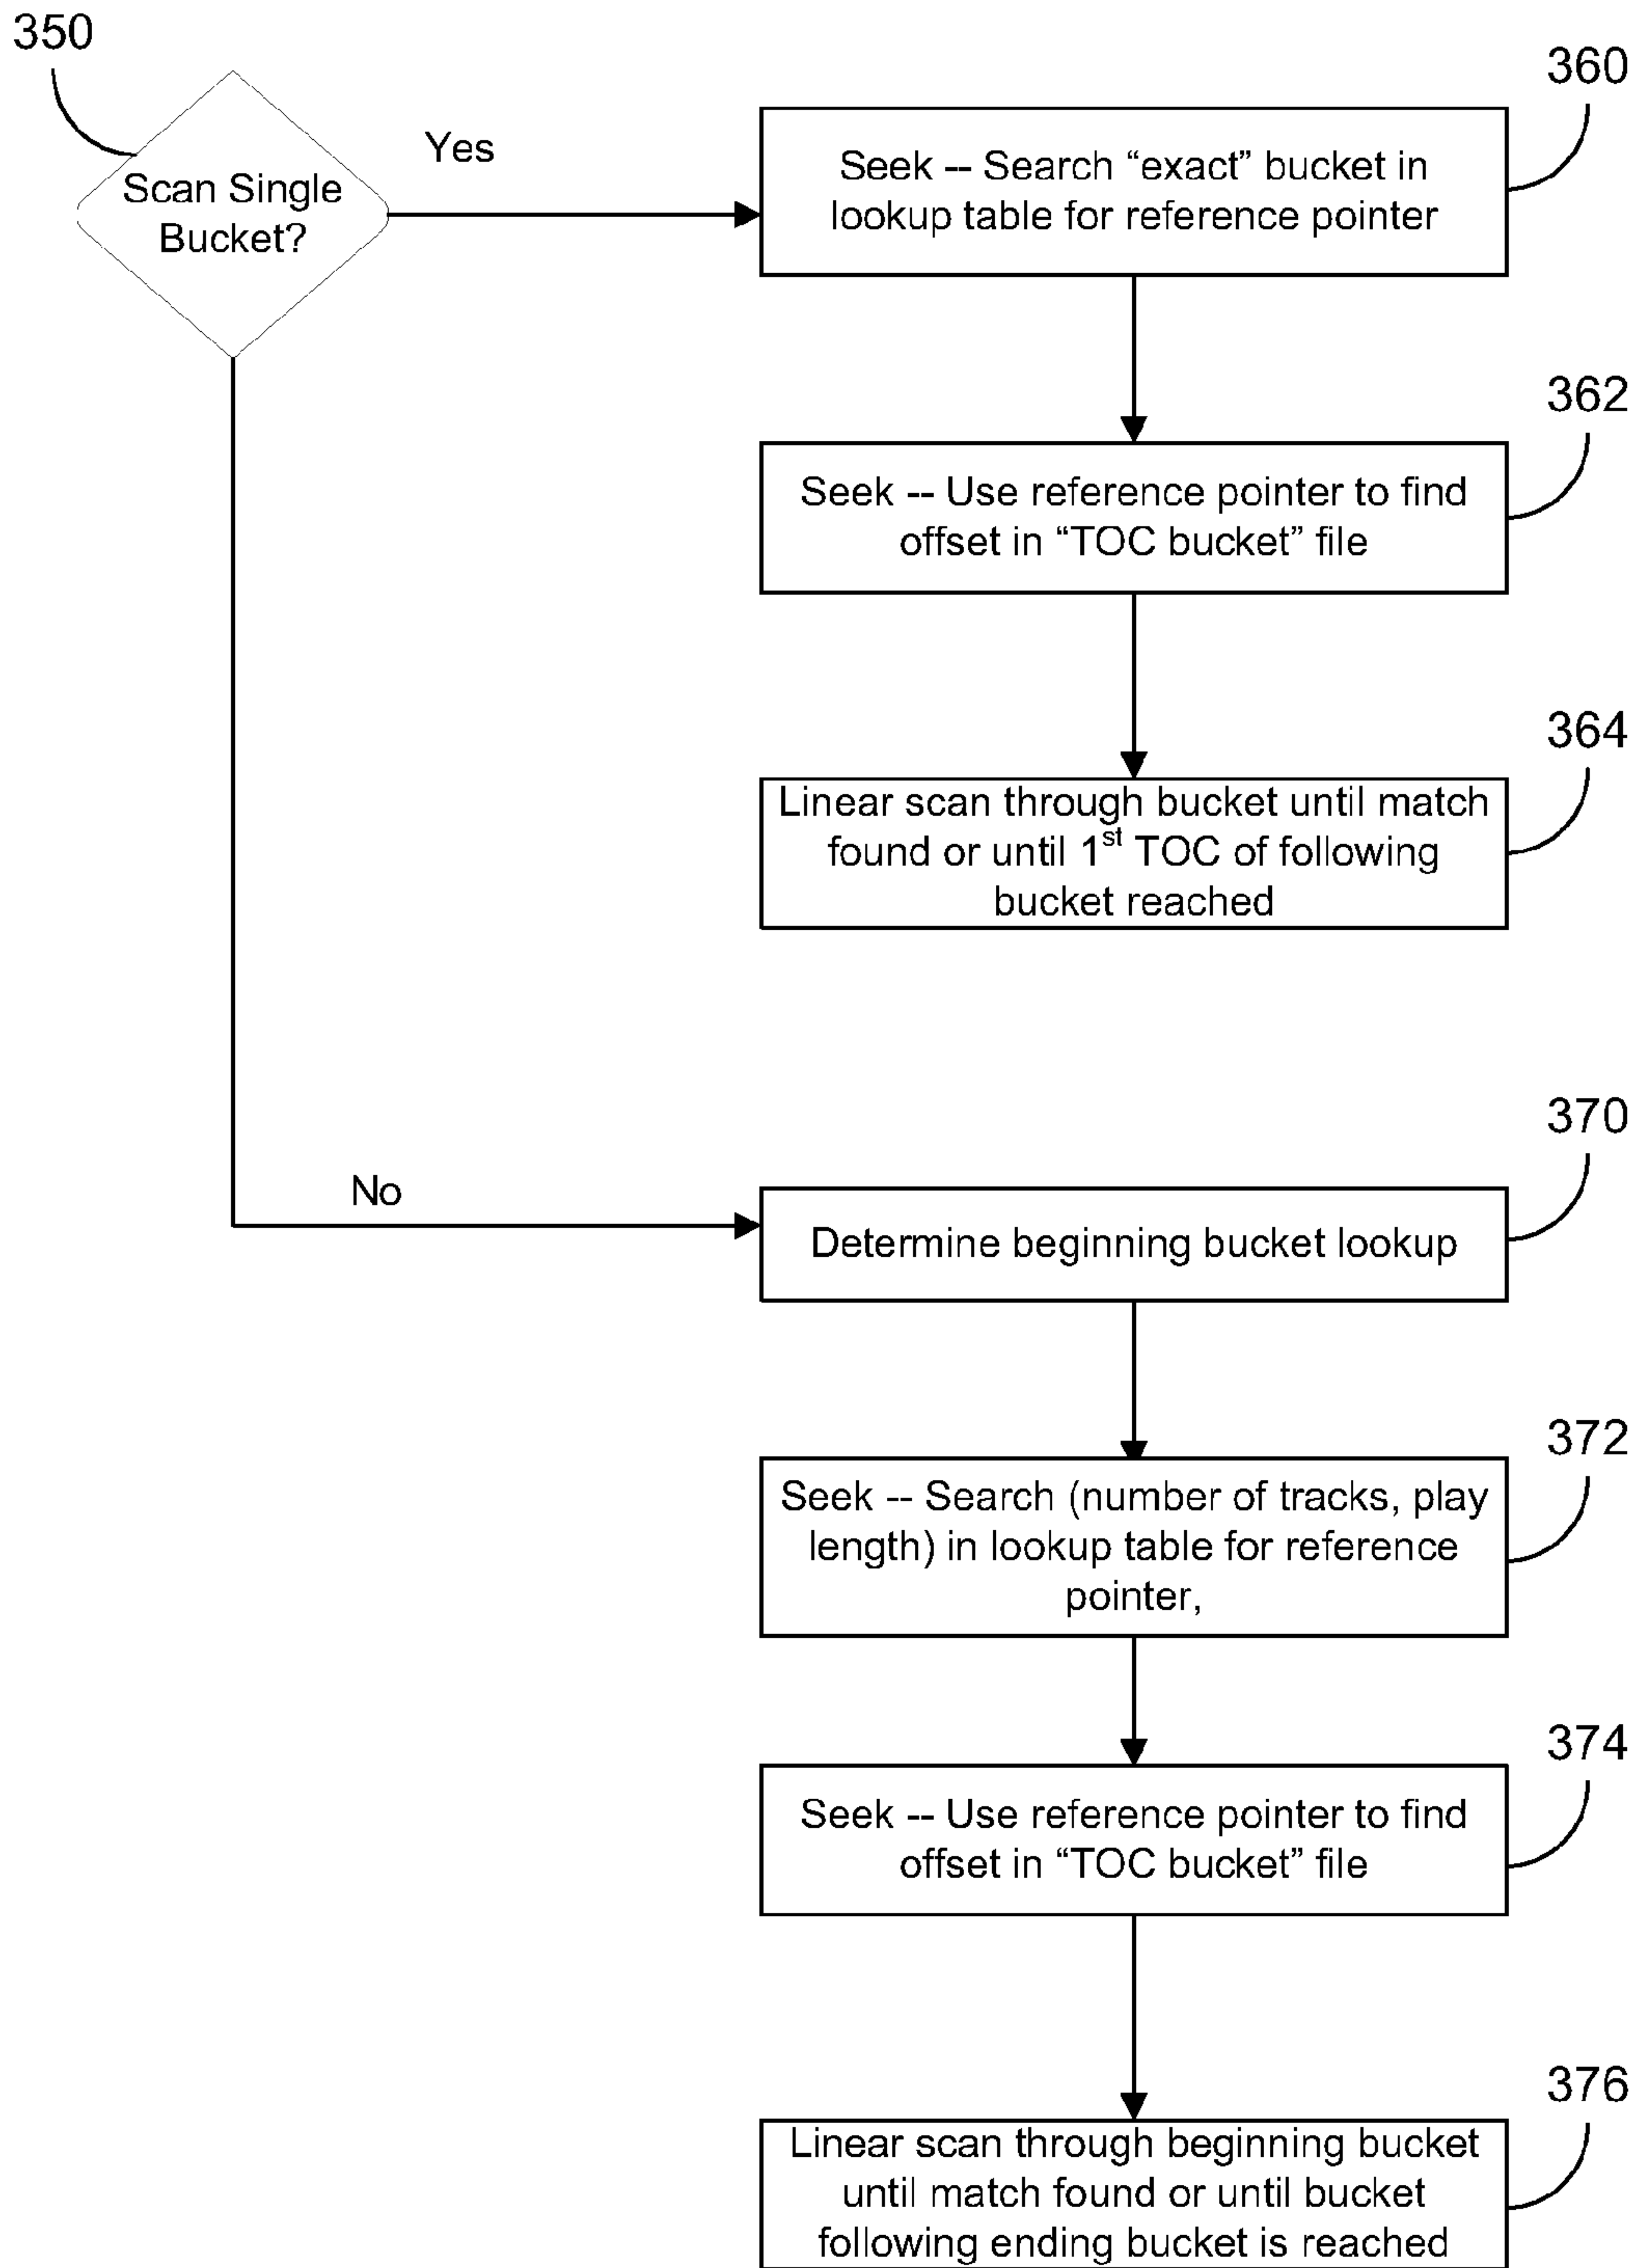 350
Scan Single
Bucket?
Yes
360
Seek -- Search “exact” bucket in
lookup table for reference pointer
362
Seek -- Use reference pointer to find
offset in “TOC bucket” file
364
Linear scan through bucket until match
found or until 1st TOC of following
bucket reached
No
370
Determine beginning bucket lookup
372
Seek -- Search (number of tracks, play
length) in lookup table for reference
pointer,
374
Seek -- Use reference pointer to find
offset in “TOC bucket” file
376
Linear scan through beginning bucket
until match found or until bucket
following ending bucket is reached